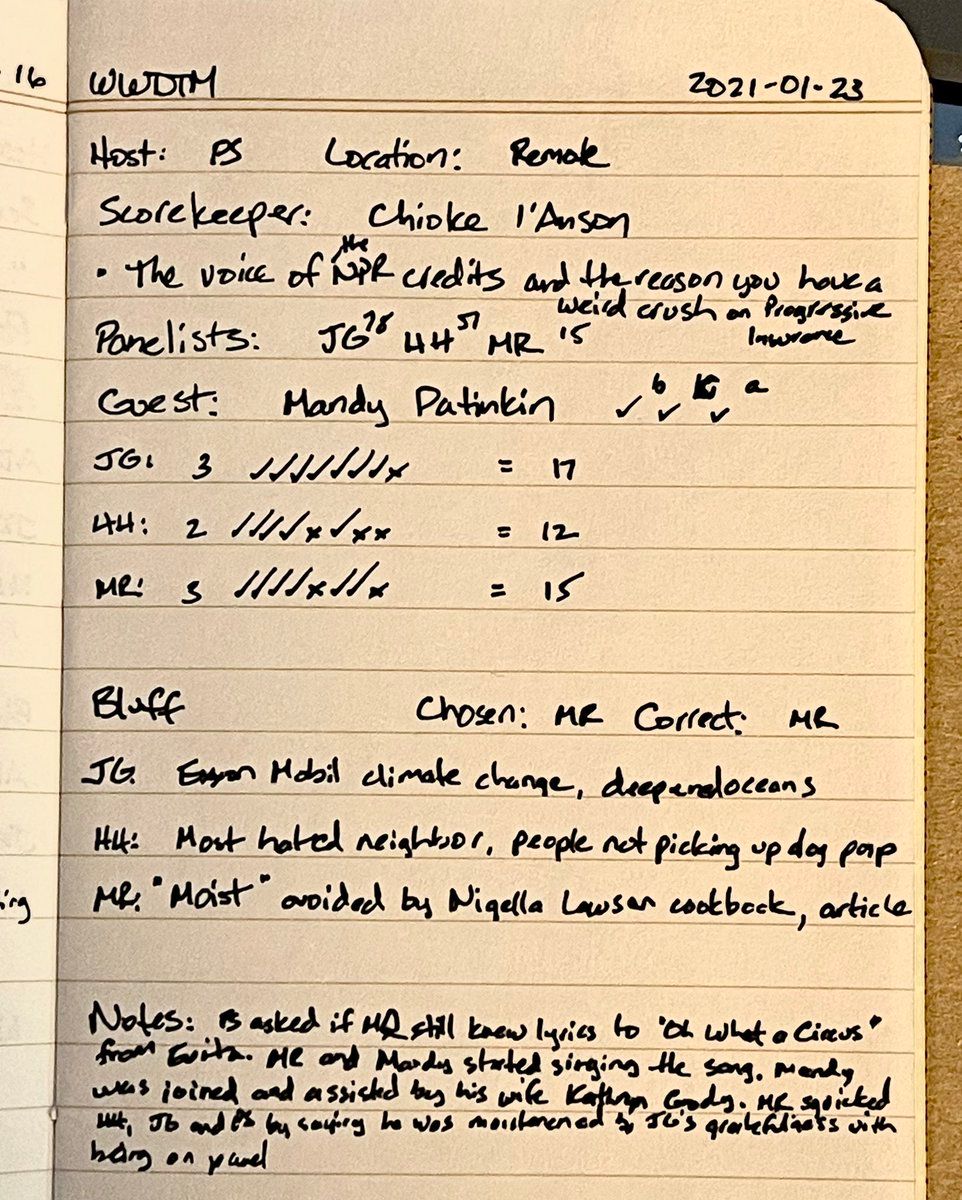 16 WWDTM 2021-01-23
Host: PS Location: Remote
Scorekeeper: Chioke I'Anson
• The voice of the NPR credits and the reason you have a
weird crush on Progressive
Insurance
Panelists: JG HH MR
Guest: Mandy Patinkin ✓ b ✓ ✓ a
JG: 3 ✓✓✓✓✓✓✓x = 17
HH: 2 ✓✓✓✓x✓xx = 12
MR: 3 ✓✓✓✓x✓✓x = 15
Bluff Chosen: MR Correct: MR
JG: Exxon Mobil climate change, deepened oceans
HH: Most hated neighbor, people not picking up dog poop
ing MR: "Moist" avoided by Nigella Lawson cookbook, article
Notes: PS asked if MR still knew lyrics to "Oh What a Circus"
from Evita. MR and Mandy started singing the song. Mandy
was joined and assisted by his wife Kathryn Grody. MR squicked
HH, JG and PS by saying he was moistened by JG's gratefulness with
being on panel